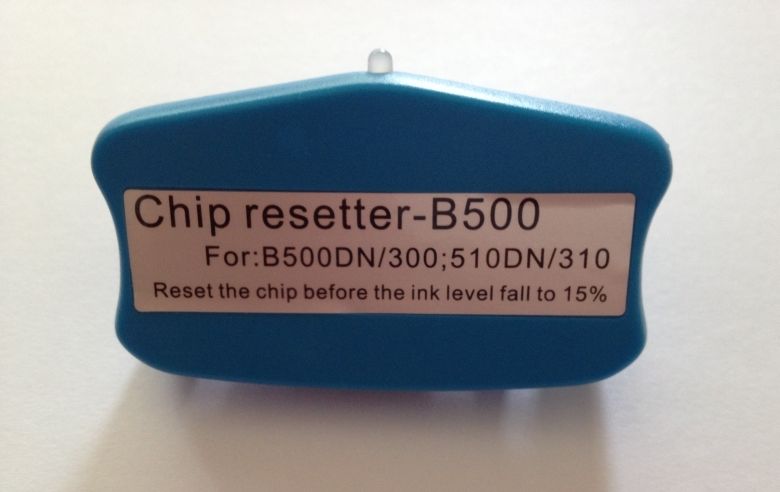 Chip resetter-B500
For:B500DN/300;510DN/310
Reset the chip before the ink level fall to 15%